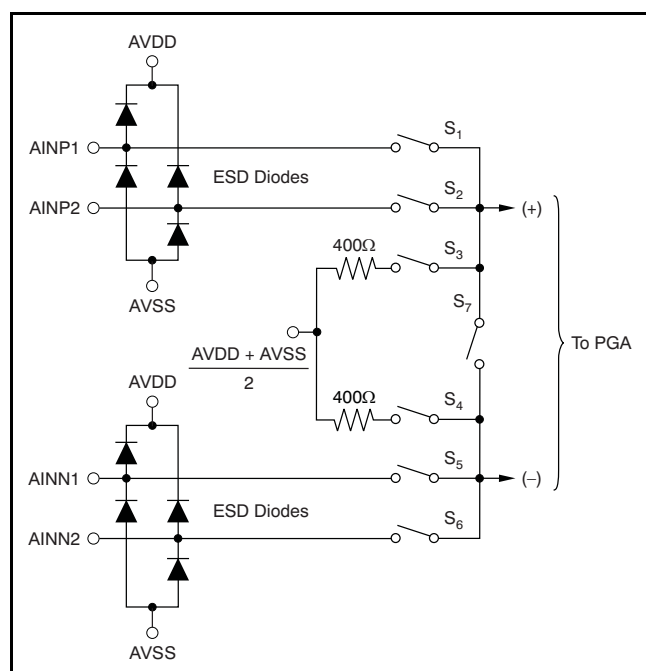 AVDD
S₁
AINP1
ESD Diodes
S₂
AINP2
(+)
400Ω
S₃
AVSS
S₇
To PGA
AVDD + AVSS
2
AVDD
400Ω
S₄
S₅
AINN1
(–)
ESD Diodes
S₆
AINN2
AVSS